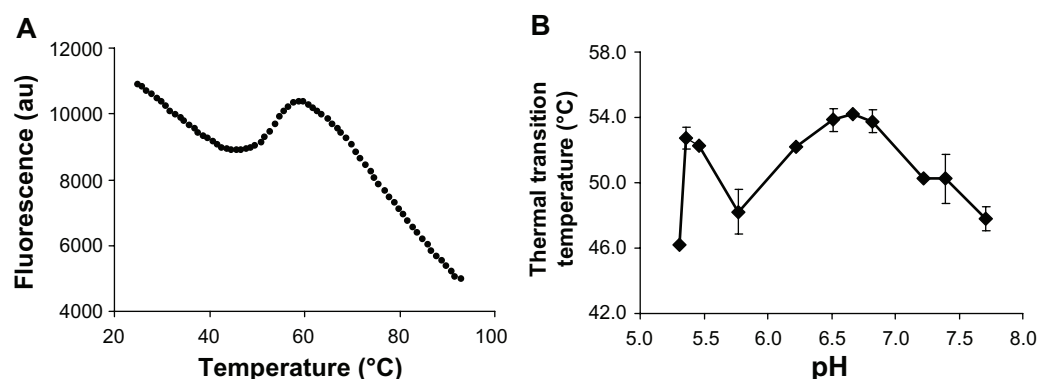 A
Fluorescence (au)
12000
10000
8000
6000
4000
20 40 60 80 100
Temperature (°C)
B
Thermal transition
temperature (°C)
58.0
54.0
50.0
46.0
42.0
5.0 5.5 6.0 6.5 7.0 7.5 8.0
pH